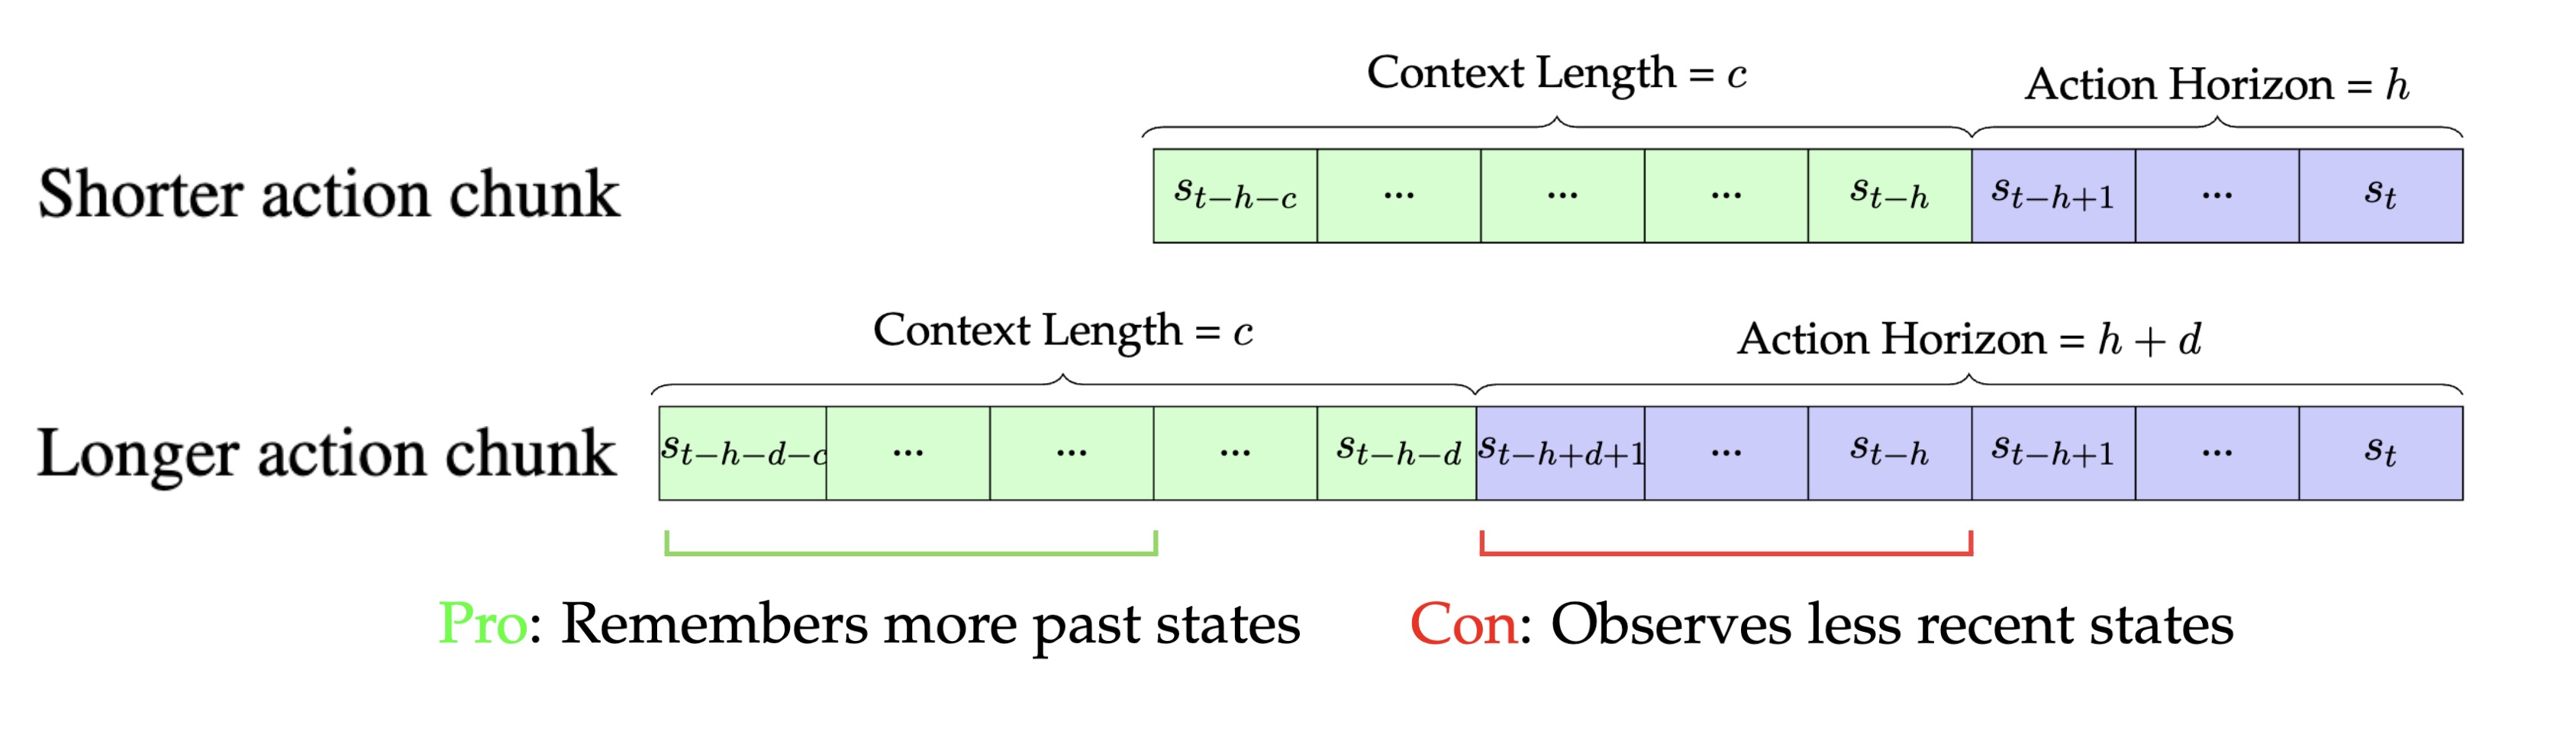 Context Length = c
Action Horizon = h
Shorter action chunk
s_{t−h−c} ... ... ... s_{t−h} s_{t−h+1} ... s_t
Context Length = c
Action Horizon = h + d
Longer action chunk
s_{t−h−d−c} ... ... ... s_{t−h−d} s_{t−h+d+1} ... s_{t−h} s_{t−h+1} ... s_t
Pro: Remembers more past states
Con: Observes less recent states